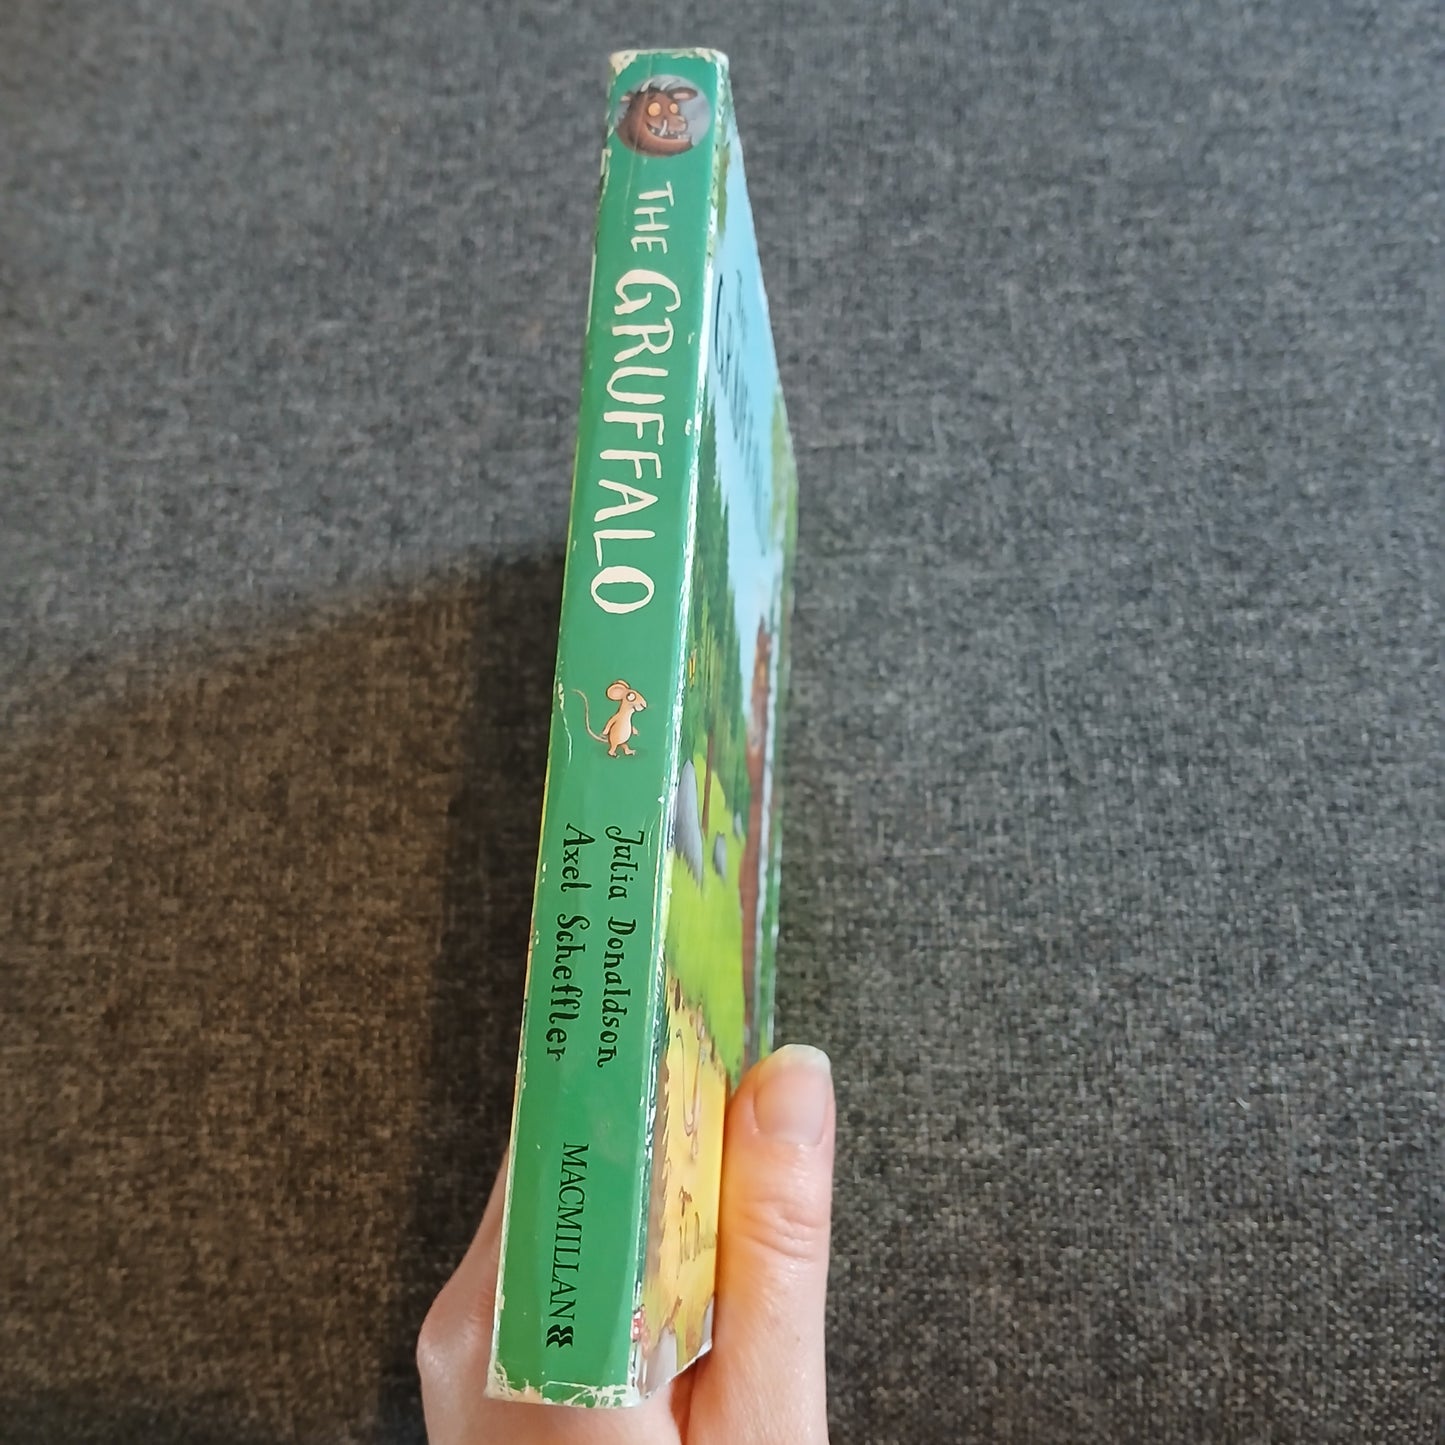 THE GRUFFALO
Julia Donaldson
Axel Scheffler
MACMILLAN